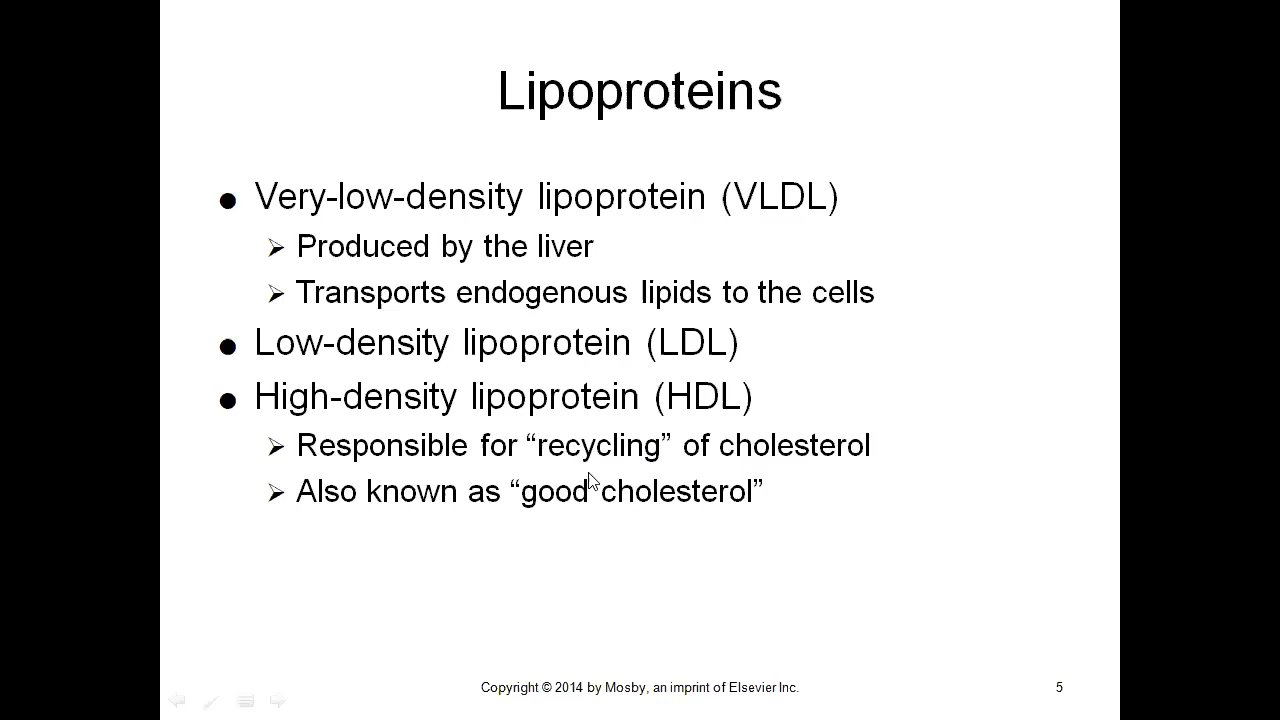 Lipoproteins
● Very-low-density lipoprotein (VLDL)
➢ Produced by the liver
➢ Transports endogenous lipids to the cells
● Low-density lipoprotein (LDL)
● High-density lipoprotein (HDL)
➢ Responsible for “recycling” of cholesterol
➢ Also known as “good cholesterol”
Copyright © 2014 by Mosby, an imprint of Elsevier Inc.
5